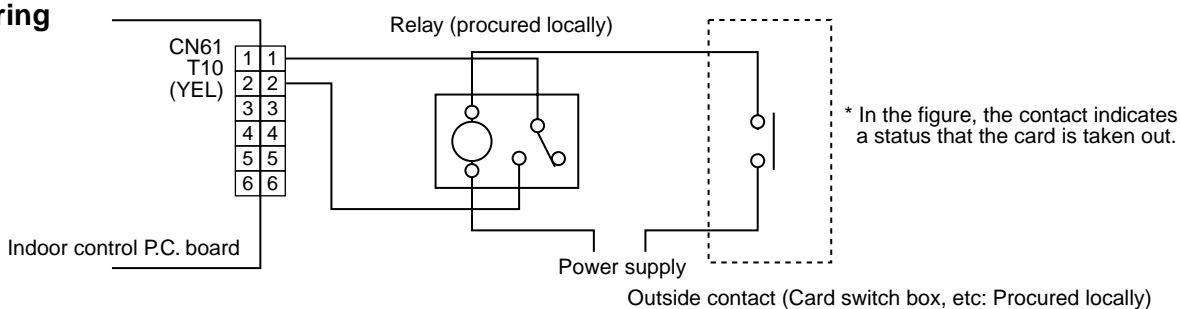 ring
Relay (procured locally)
CN61
T10
(YEL)
1 1
2 2
3 3
4 4
5 5
6 6
* In the figure, the contact indicates
a status that the card is taken out.
Indoor control P.C. board
Power supply
Outside contact (Card switch box, etc: Procured locally)